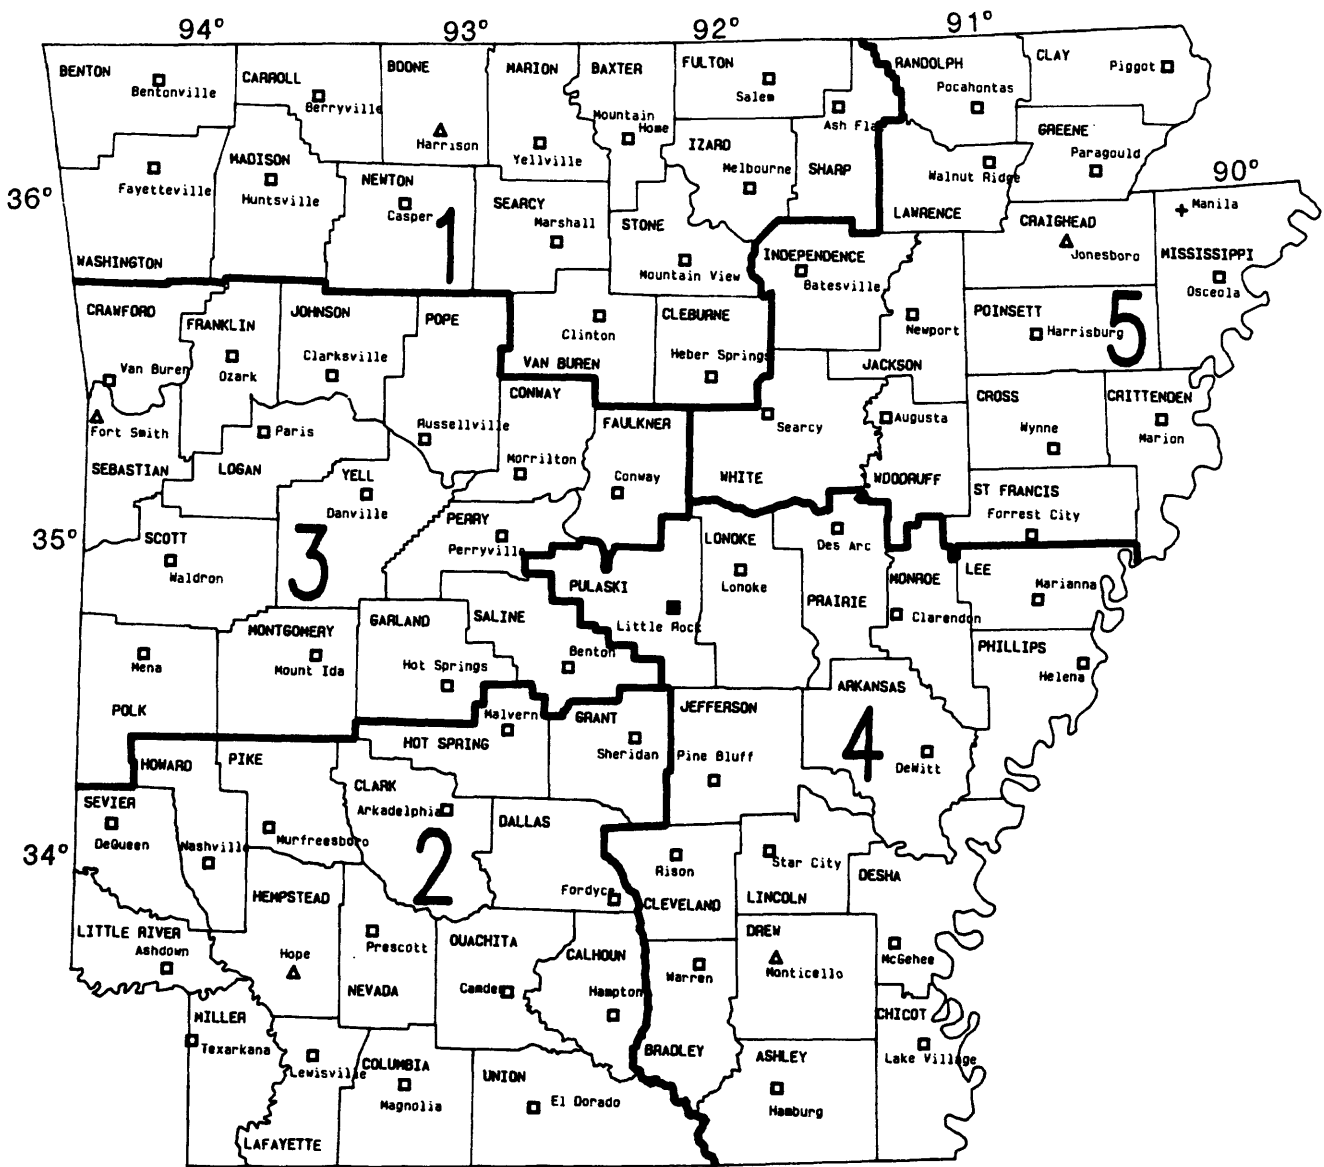 94° 93° 92° 91°
BENTON
Bentonville
CARROLL
Berryville
BOONE
Harrison
MARION
Yellville
BAXTER
Mountain
Home
FULTON
Salem
Ash Fla
RANDOLPH
Pocahontas
CLAY
Piggot
GREENE
Paragould
90°
36°
Fayetteville
WASHINGTON
MADISON
Huntsville
NEWTON
Casper
1
SEARCY
Marshall
STONE
Mountain View
IZARD
Melbourne
SHARP
Walnut Ridge
LAWRENCE
CRAIGHEAD
Jonesboro
Manila
MISSISSIPPI
Osceola
CRAWFORD
Van Buren
FRANKLIN
Ozark
JOHNSON
Clarksville
POPE
Russellville
Clinton
VAN BUREN
CLEBURNE
Heber Springs
INDEPENDENCE
Batesville
Newport
JACKSON
POINSETT
Harrisburg
5
Fort Smith
SEBASTIAN
Paris
LOGAN
YELL
Danville
CONWAY
Morrilton
FAULKNER
Conway
Searcy
WHITE
Augusta
WOODRUFF
CROSS
Wynne
CRITTENDEN
Marion
ST FRANCIS
Forrest City
35°
SCOTT
Waldron
3
PERRY
Perryville
PULASKI
Little Rock
LONOKE
Lonoke
Des Arc
PRAIRIE
MONROE
Clarendon
LEE
Marianna
PHILLIPS
Helena
Mena
POLK
MONTGOMERY
Mount Ida
GARLAND
Hot Springs
SALINE
Benton
Malvern
HOT SPRING
GRANT
Sheridan
JEFFERSON
Pine Bluff
ARKANSAS
4
DeWitt
HOWARD
PIKE
Murfreesboro
CLARK
Arkadelphia
2
DALLAS
Fordyce
34°
SEVIER
DeQueen
Nashville
HEMPSTEAD
Hope
Prescott
NEVADA
OUACHITA
Camden
CALHOUN
Hampton
Rison
CLEVELAND
Star City
LINCOLN
DESHA
McGehee
LITTLE RIVER
Ashdown
MILLER
Texarkana
Lewisville
LAFAYETTE
COLUMBIA
Magnolia
UNION
El Dorado
Warren
BRADLEY
DREW
Monticello
ASHLEY
Hamburg
CHICOT
Lake Village